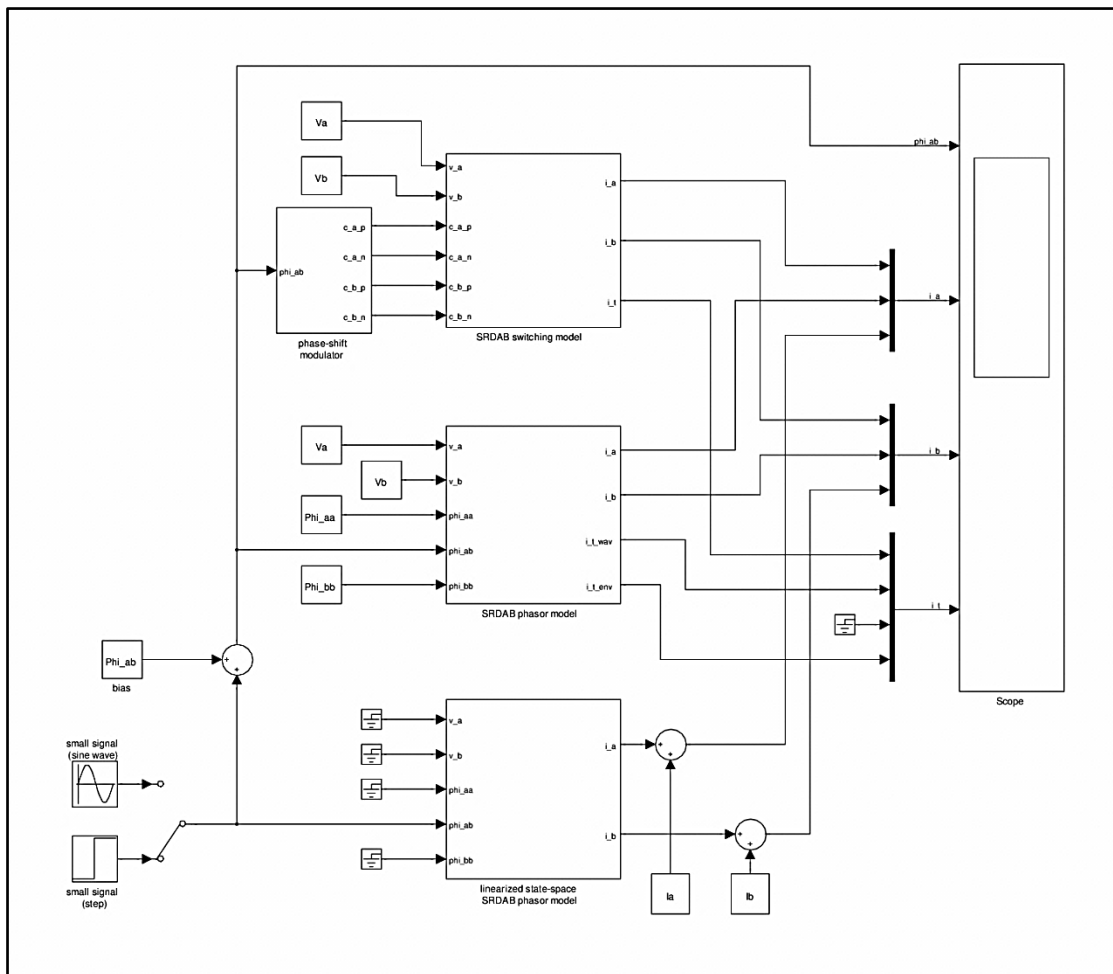 phi_ab
Va
Vb
v_a
v_b
c_a_p
c_a_n
c_b_p
c_b_n
i_a
i_b
i_t
SRDAB switching model
phi_ab
c_a_p
c_a_n
c_b_p
c_b_n
phase-shift
modulator
i_a
Va
Vb
Phi_aa
Phi_bb
v_a
v_b
phi_aa
phi_ab
phi_bb
i_a
i_b
i_t_wav
i_t_env
SRDAB phasor model
i_b
i_t
Scope
Phi_ab
bias
small signal
(sine wave)
small signal
(step)
v_a
v_b
phi_aa
phi_ab
phi_bb
i_a
i_b
linearized state-space
SRDAB phasor model
Ia
Ib